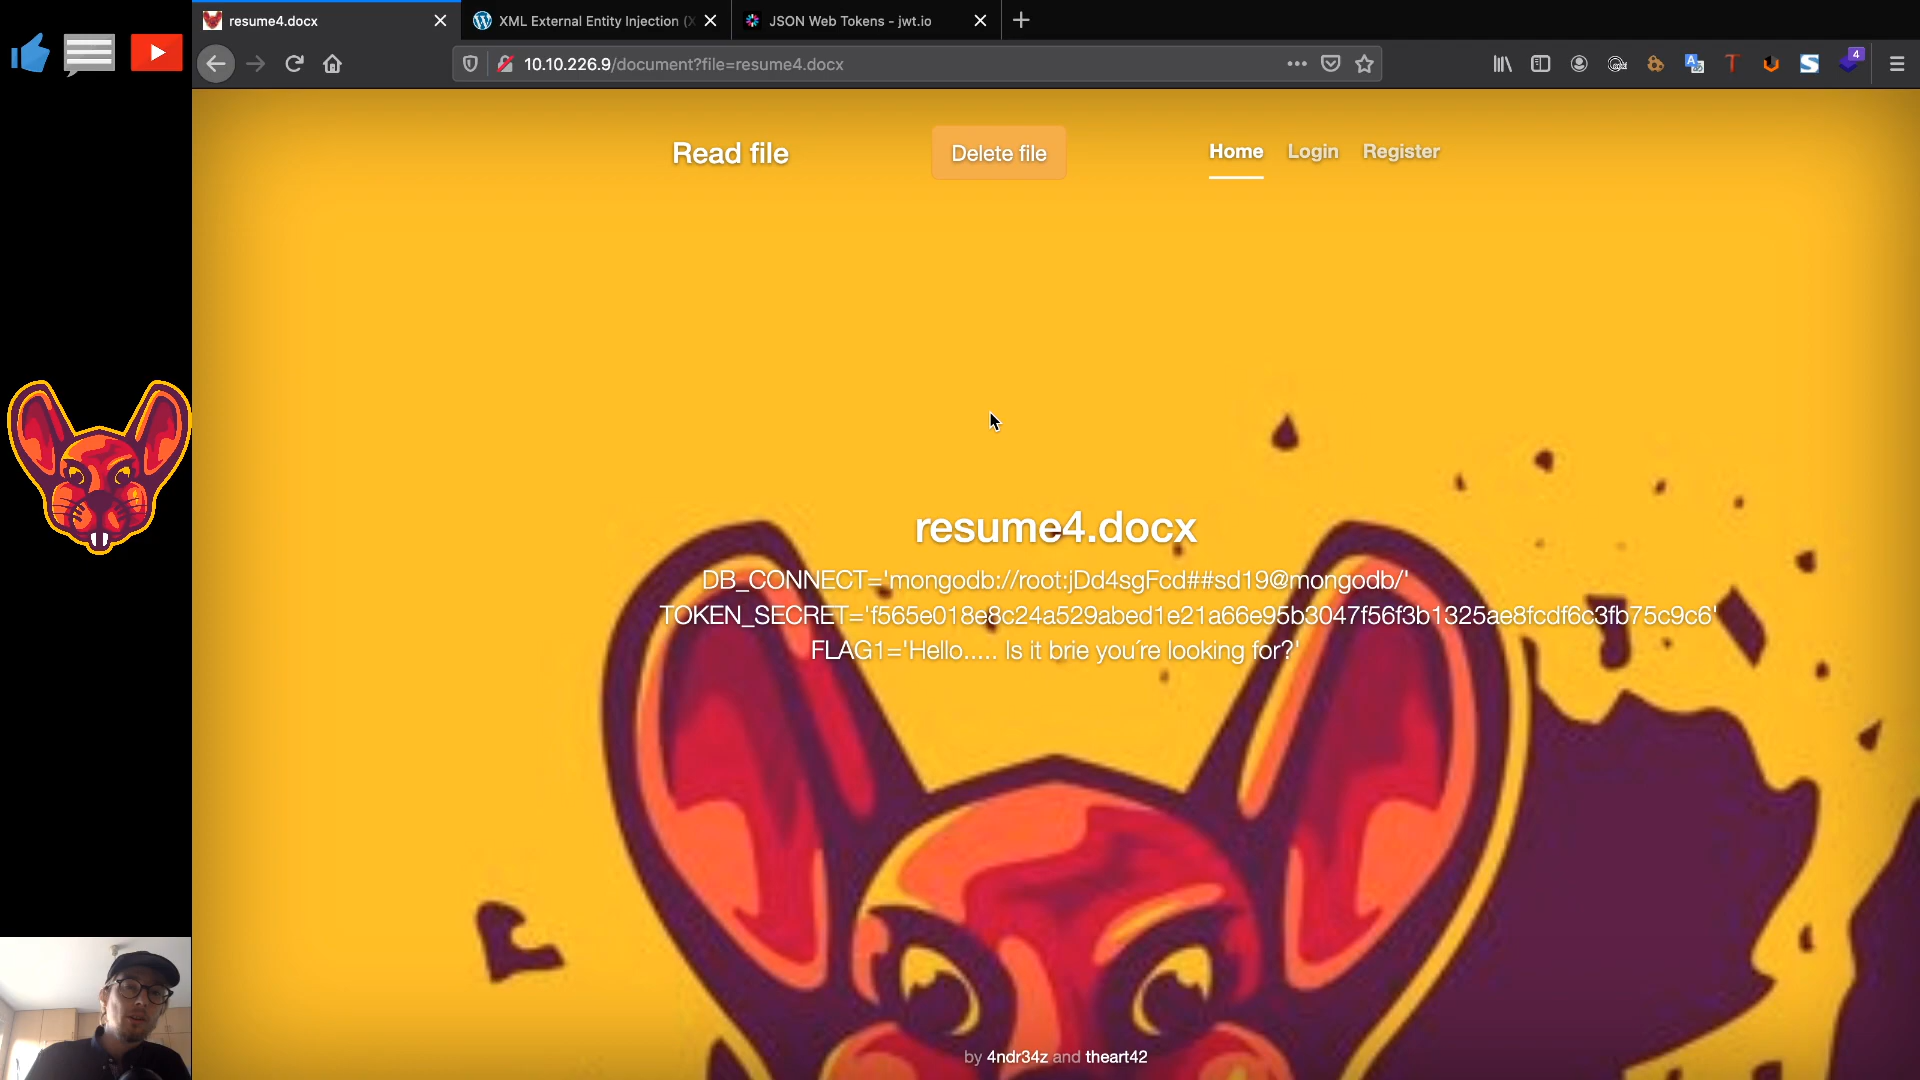 resume4.docx
XML External Entity Injection (X
JSON Web Tokens - jwt.io
10.10.226.9/document?file=resume4.docx
4
Read file
Delete file
Home
Login
Register
resume4.docx
DB_CONNECT='mongodb://root:jDd4sgFcd##sd19@mongodb/'
TOKEN_SECRET='f565e018e8c24a529abed1e21a66e95b3047f56f3b1325ae8fcdf6c3fb75c9c6'
FLAG1='Hello..... Is it brie you´re looking for?'
by 4ndr34z and theart42